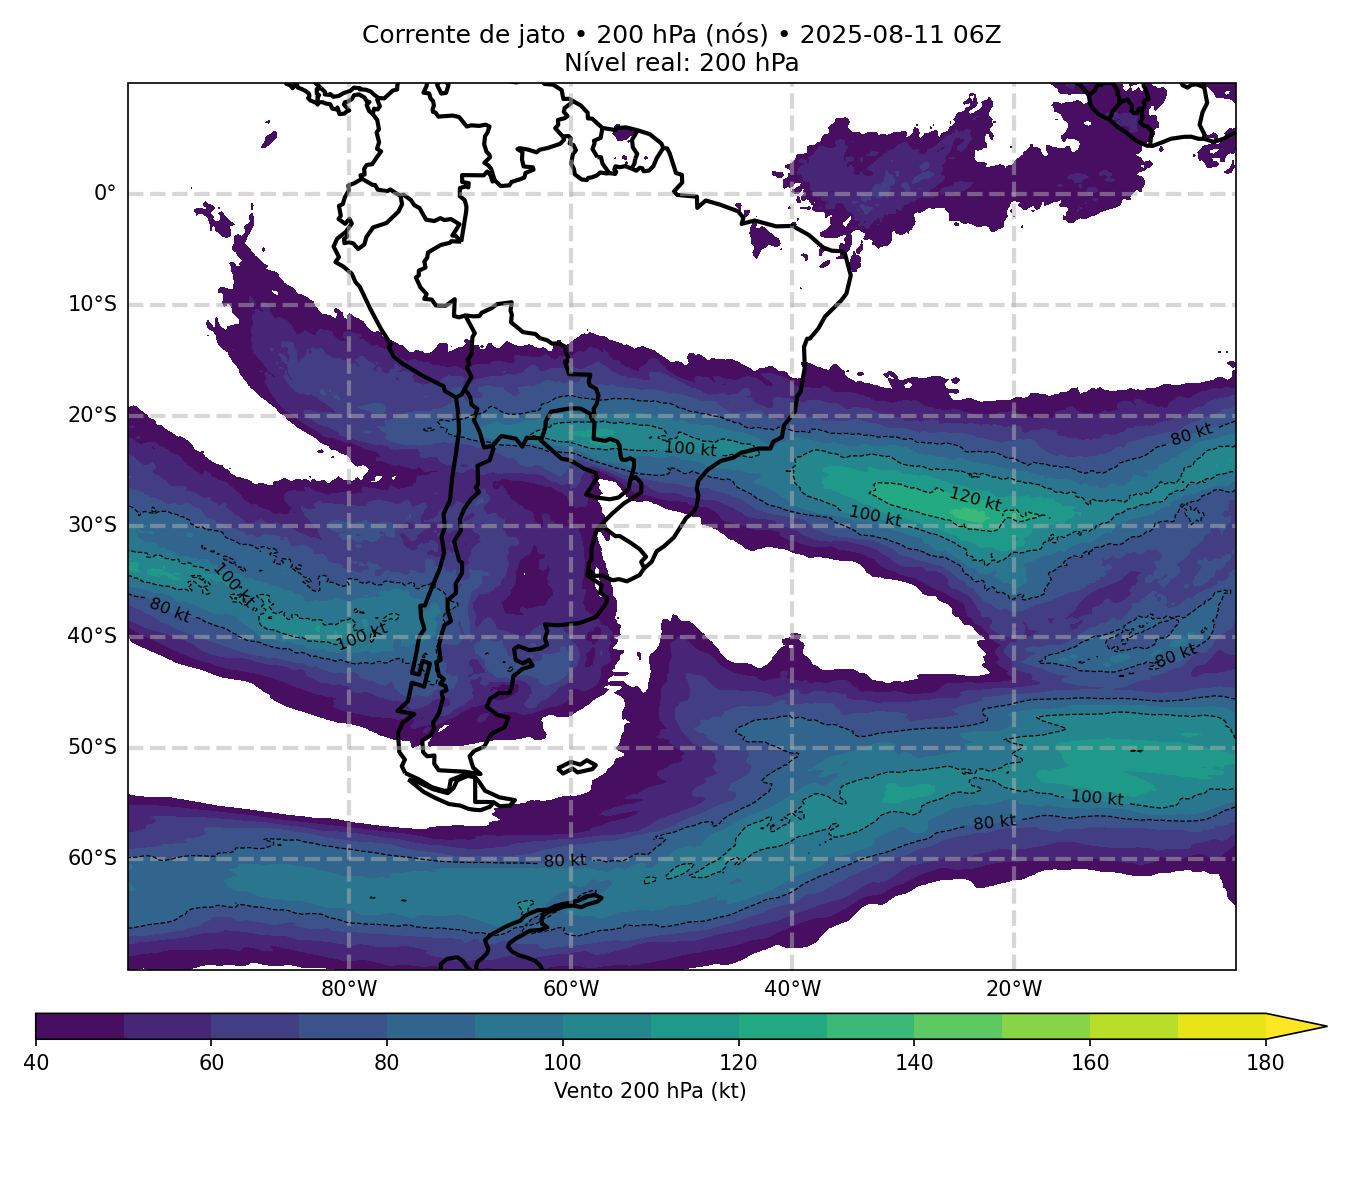 Corrente de jato • 200 hPa (nós) • 2025-08-11 06Z
Nível real: 200 hPa
0°
10°S
20°S
30°S
40°S
50°S
60°S
100 kt
80 kt
120 kt
100 kt
100 kt
80 kt
100 kt
80 kt
100 kt
80 kt
80 kt
80°W
60°W
40°W
20°W
40
60
80
100
120
140
160
180
Vento 200 hPa (kt)